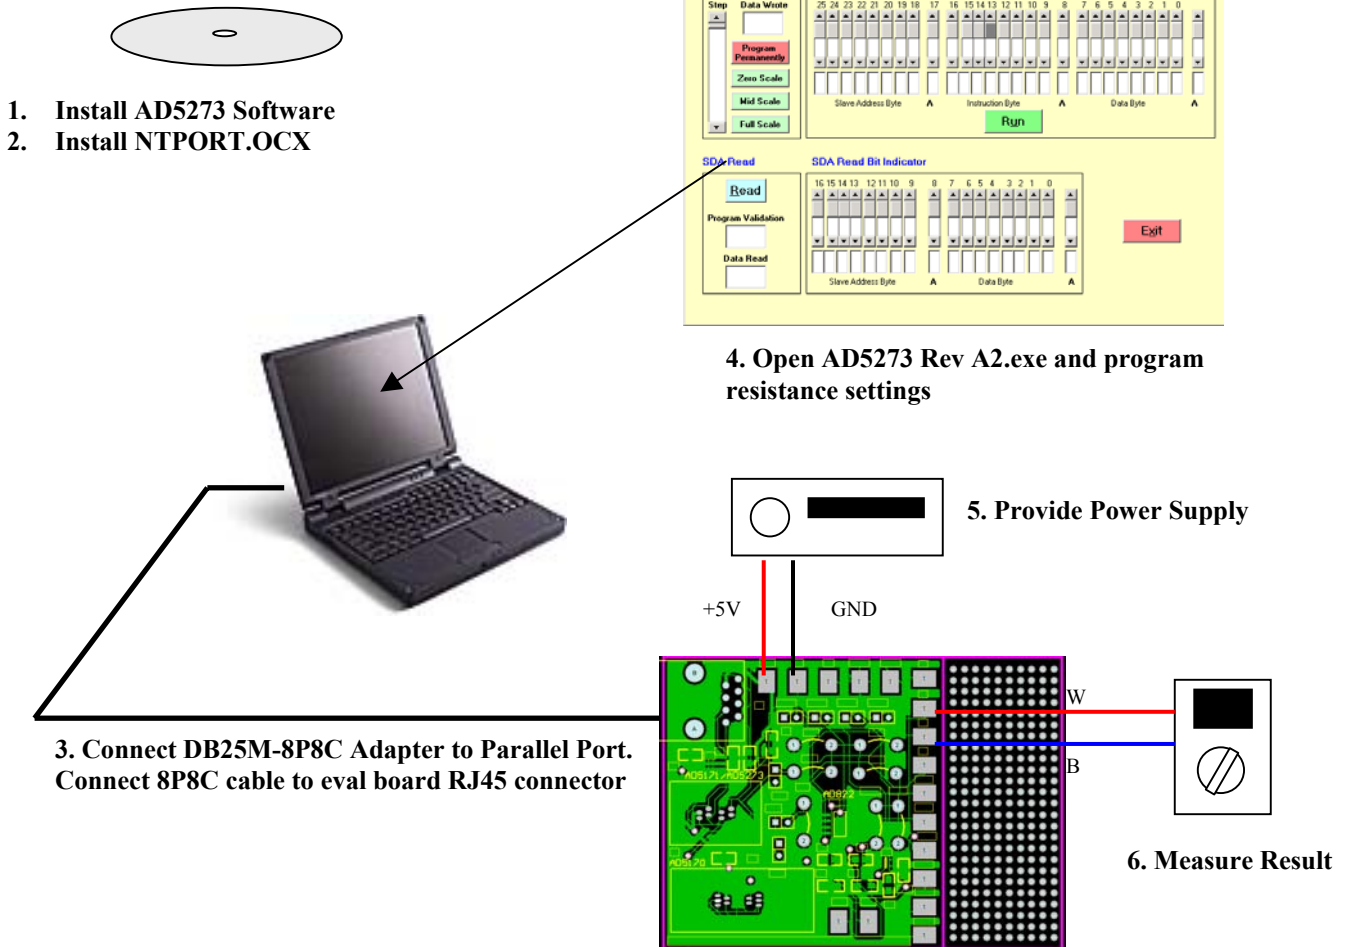 Step Data Wrote
25 24 23 22 21 20 19 18 17 16 15 14 13 12 11 10 9 8 7 6 5 4 3 2 1 0
Program
Permanently
Zero Scale
Mid Scale
Full Scale
Slave Address Byte A Instruction Byte A Data Byte A
Run
1. Install AD5273 Software
2. Install NTPORT.OCX
SDA Read SDA Read Bit Indicator
16 15 14 13 12 11 10 9 8 7 6 5 4 3 2 1 0
Read
Program Validation
Data Read
Exit
Slave Address Byte A Data Byte A
4. Open AD5273 Rev A2.exe and program
resistance settings
5. Provide Power Supply
+5V GND
W
B
3. Connect DB25M-8P8C Adapter to Parallel Port.
Connect 8P8C cable to eval board RJ45 connector
AD5171/AD5273
AD822
AD5170
6. Measure Result